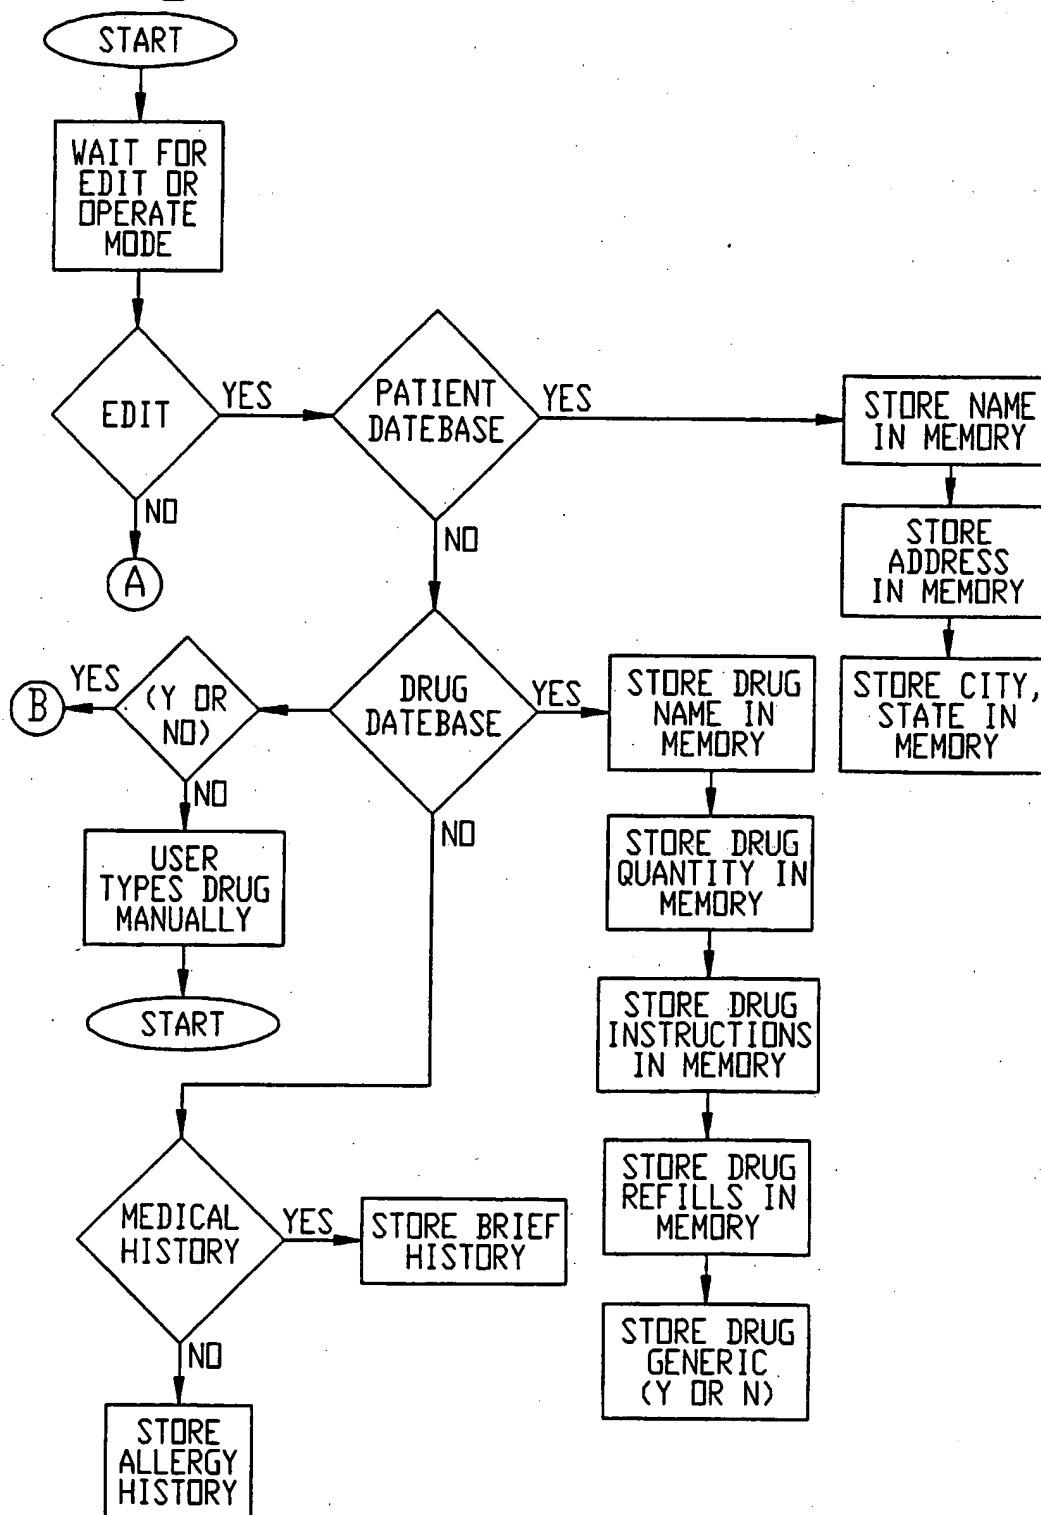 START
WAIT FOR
EDIT OR
OPERATE
MODE
EDIT
YES
NO
A
PATIENT
DATEBASE
YES
NO
STORE NAME
IN MEMORY
STORE
ADDRESS
IN MEMORY
STORE CITY,
STATE IN
MEMORY
DRUG
DATEBASE
YES
NO
(Y OR
NO)
YES
B
NO
USER
TYPES DRUG
MANUALLY
START
STORE DRUG
NAME IN
MEMORY
STORE DRUG
QUANTITY IN
MEMORY
STORE DRUG
INSTRUCTIONS
IN MEMORY
STORE DRUG
REFILLS IN
MEMORY
STORE DRUG
GENERIC
(Y OR N)
MEDICAL
HISTORY
YES
STORE BRIEF
HISTORY
NO
STORE
ALLERGY
HISTORY